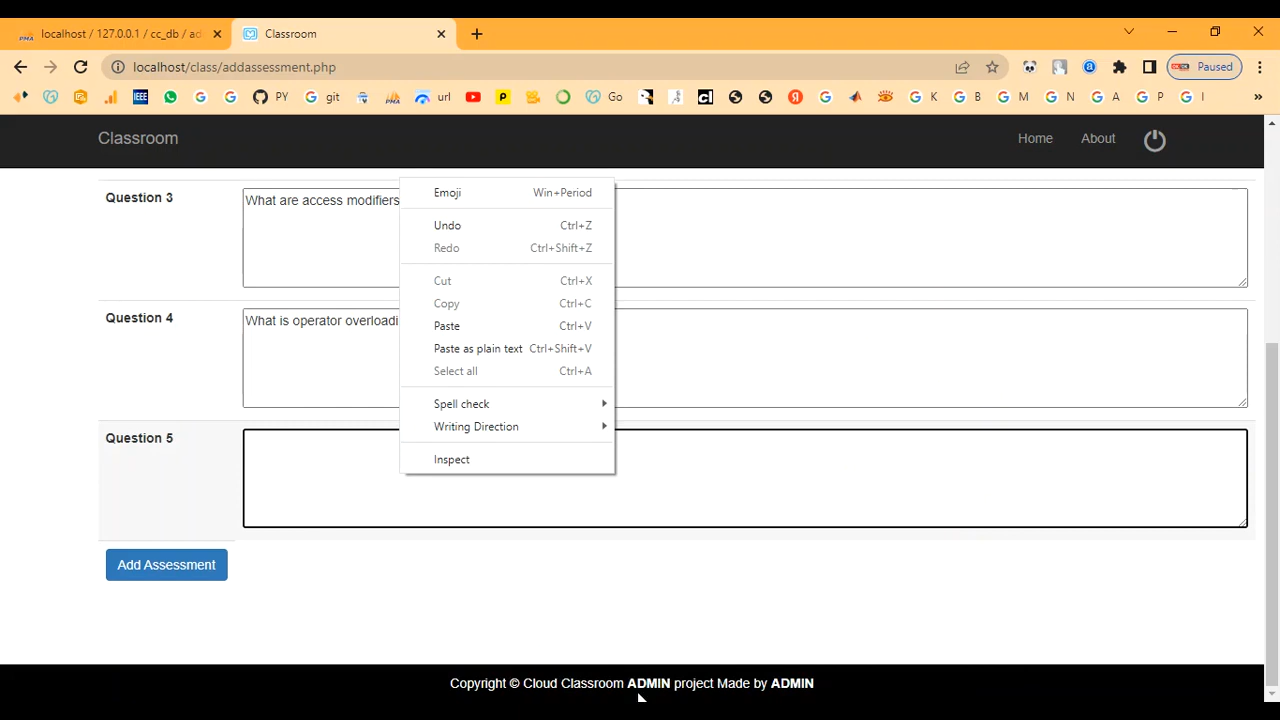 localhost / 127.0.0.1 / cc_db / ad
Classroom
localhost/class/addassessment.php
Paused
IEEE
PY
git
url
Go
K
B
M
N
A
P
I
Classroom
Home
About
Question 3
What are access modifiers
Question 4
What is operator overloadi
Question 5
Emoji Win+Period
Undo Ctrl+Z
Redo Ctrl+Shift+Z
Cut Ctrl+X
Copy Ctrl+C
Paste Ctrl+V
Paste as plain text Ctrl+Shift+V
Select all Ctrl+A
Spell check
Writing Direction
Inspect
Add Assessment
Copyright © Cloud Classroom ADMIN project Made by ADMIN